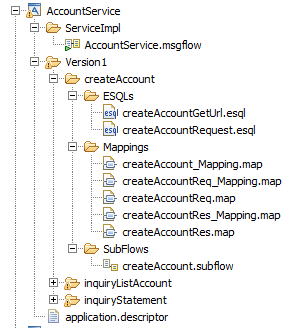 AccountService
ServiceImpl
AccountService.msgflow
Version1
createAccount
ESQLs
createAccountGetUrl.esql
createAccountRequest.esql
Mappings
createAccount_Mapping.map
createAccountReq_Mapping.map
createAccountReq.map
createAccountRes_Mapping.map
createAccountRes.map
SubFlows
createAccount.subflow
inquiryListAccount
inquiryStatement
application.descriptor